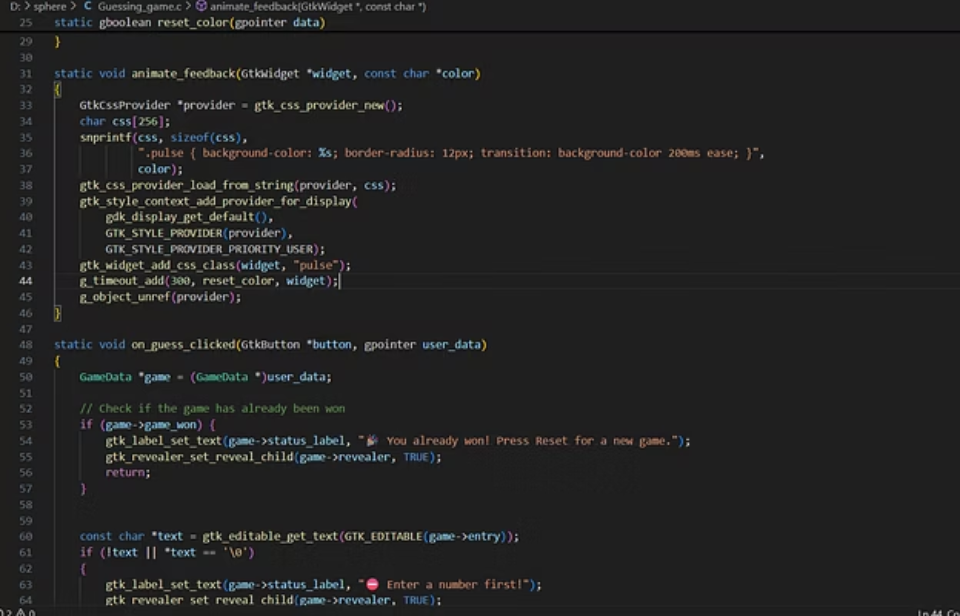 D: > sphere > C Guessing_game.c > animate_feedback(GtkWidget *, const char *)
25 static gboolean reset_color(gpointer data)
29 }
30
31 static void animate_feedback(GtkWidget *widget, const char *color)
32 {
33 GtkCssProvider *provider = gtk_css_provider_new();
34 char css[256];
35 snprintf(css, sizeof(css),
36 ".pulse { background-color: %s; border-radius: 12px; transition: background-color 200ms ease; }",
37 color);
38 gtk_css_provider_load_from_string(provider, css);
39 gtk_style_context_add_provider_for_display(
40 gdk_display_get_default(),
41 GTK_STYLE_PROVIDER(provider),
42 GTK_STYLE_PROVIDER_PRIORITY_USER);
43 gtk_widget_add_css_class(widget, "pulse");
44 g_timeout_add(300, reset_color, widget);
45 g_object_unref(provider);
46 }
47
48 static void on_guess_clicked(GtkButton *button, gpointer user_data)
49 {
50 GameData *game = (GameData *)user_data;
51
52 // Check if the game has already been won
53 if (game->game_won) {
54 gtk_label_set_text(game->status_label, "🎉 You already won! Press Reset for a new game.");
55 gtk_revealer_set_reveal_child(game->revealer, TRUE);
56 return;
57 }
58
59
60 const char *text = gtk_editable_get_text(GTK_EDITABLE(game->entry));
61 if (!text || *text == '\0')
62 {
63 gtk_label_set_text(game->status_label, "⛔ Enter a number first!");
64 gtk_revealer_set_reveal_child(game->revealer, TRUE);